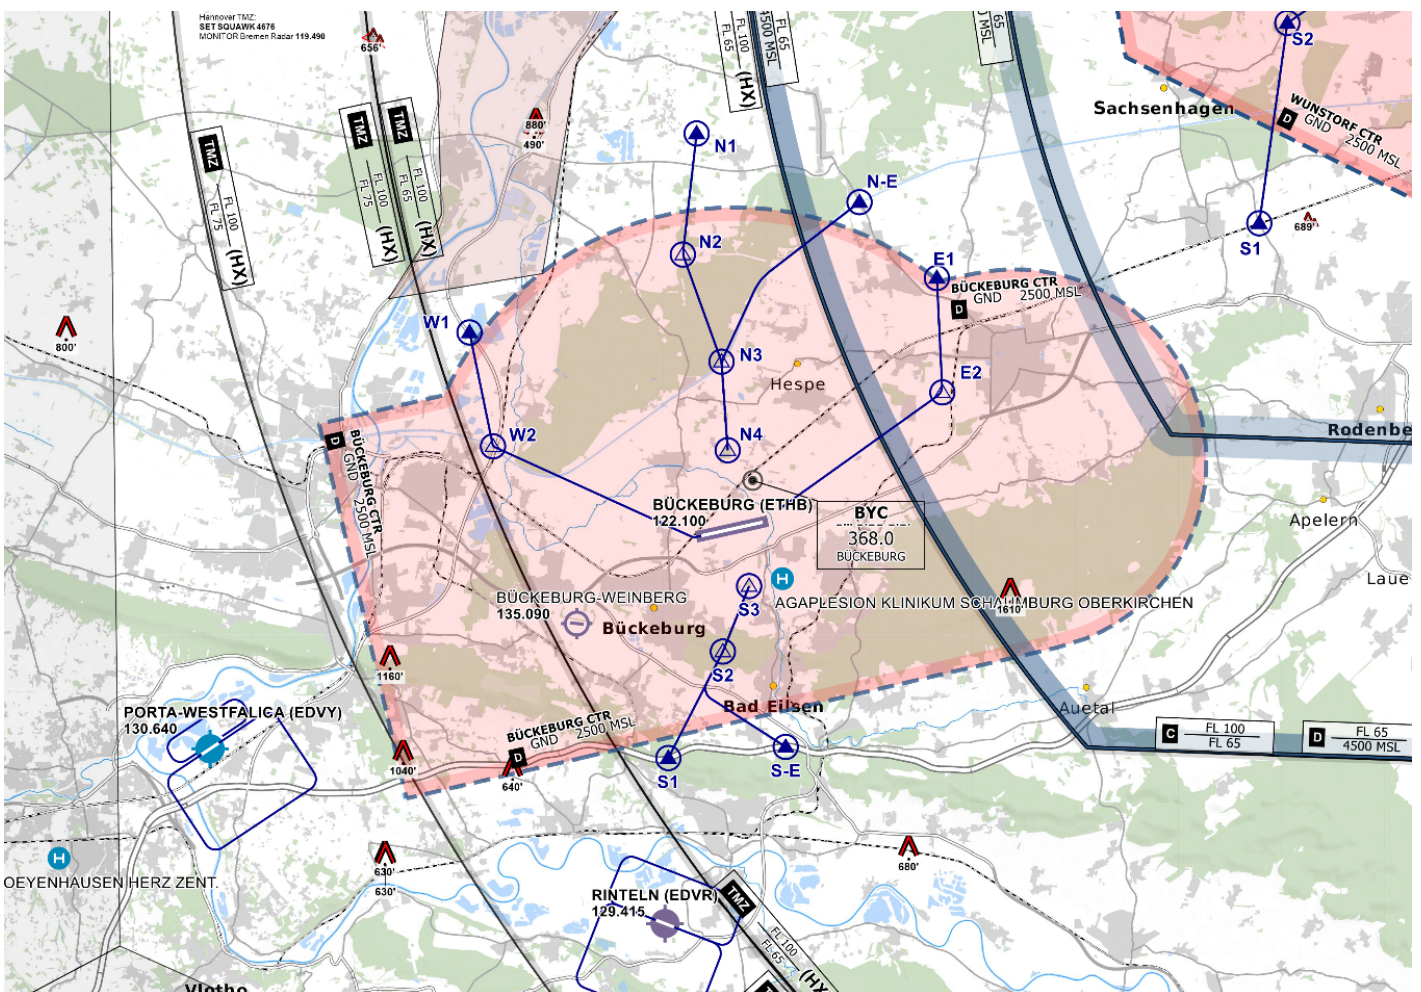 Hannover TMZ:
SET SQUAWK 4676
MONITOR Bremen Radar 119.490
656'
FL 100
FL 65
(HX)
FL 65
4500 MSL
65
MSL
S2
Sachsenhagen
WUNSTORF CTR
D
GND 2500 MSL
TMZ
FL 100
FL 75
(HX)
TMZ
FL 100
FL 75
(HX)
TMZ
FL 100
FL 65
(HX)
880'
490'
N1
N-E
N2
E1
S1
689'
BÜCKEBURG CTR
D
GND 2500 MSL
W1
800'
N3
Hespe
E2
W2
N4
D
BÜCKEBURG CTR
GND 2500 MSL
Rodenbe
BÜCKEBURG (ETHB)
122.100
BYC
368.0
BÜCKEBURG
Apelern
Laue
H
S3
AGAPLESION KLINIKUM SCHAUMBURG OBERKIRCHEN
1610'
BÜCKEBURG-WEINBERG
135.090
Bückeburg
S2
1160'
Bad Eilsen
Auetal
PORTA-WESTFALICA (EDVY)
130.640
BÜCKEBURG CTR
D
GND 2500 MSL
1040'
640'
S1
S-E
C
FL 100
FL 65
D
FL 65
4500 MSL
H
OEYENHAUSEN HERZ ZENT.
630'
630'
680'
RINTELN (EDVR)
129.415
TMZ
FL 100
FL 65
(HX)
Vlotho